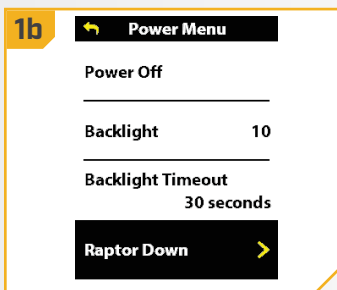 1b
Power Menu
Power Off
Backlight 10
Backlight Timeout
30 seconds
Raptor Down